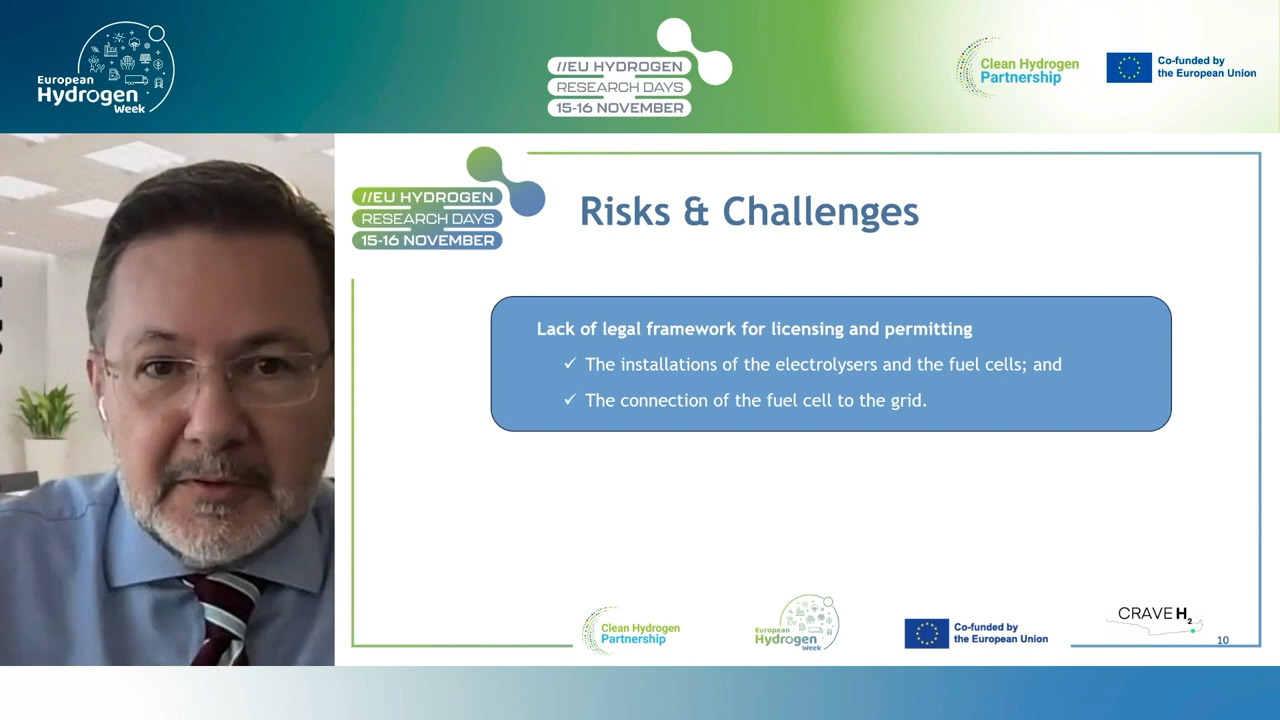 European
Hydrogen
Week
//EU HYDROGEN
RESEARCH DAYS
15-16 NOVEMBER
Clean Hydrogen
Partnership
Co-funded by
the European Union
//EU HYDROGEN
RESEARCH DAYS
15-16 NOVEMBER
Risks & Challenges
Lack of legal framework for licensing and permitting
✓ The installations of the electrolysers and the fuel cells; and
✓ The connection of the fuel cell to the grid.
Clean Hydrogen
Partnership
European
Hydrogen
Week
Co-funded by
the European Union
CRAVE H2
10